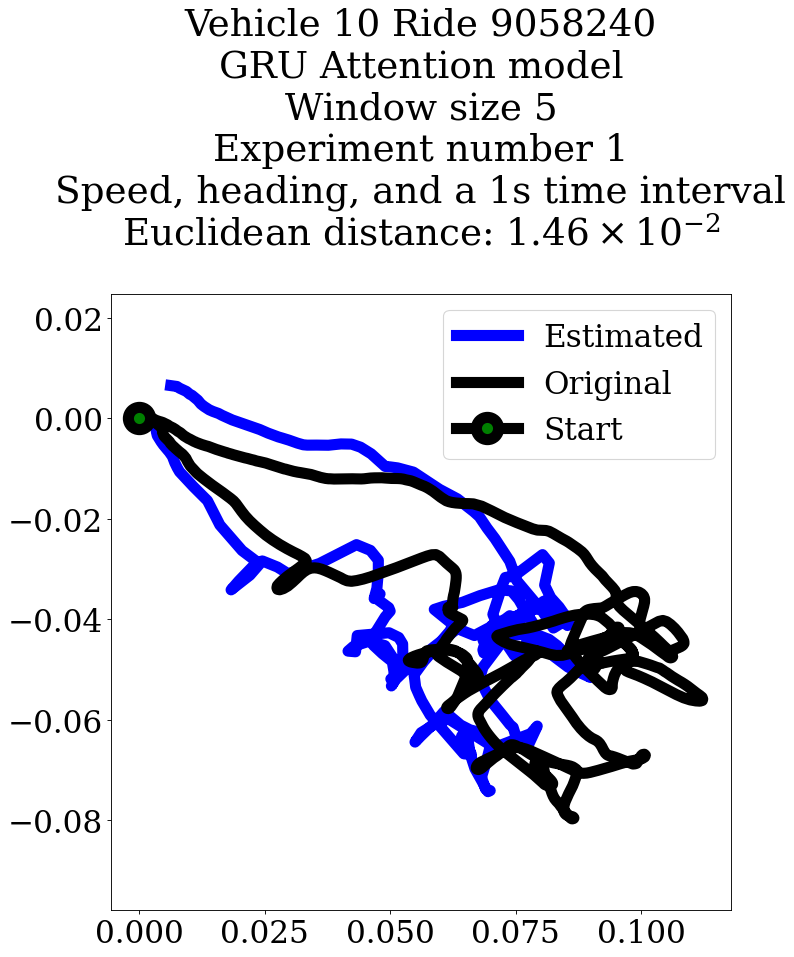 Vehicle 10 Ride 9058240
GRU Attention model
Window size 5
Experiment number 1
Speed, heading, and a 1s time interval
Euclidean distance: 1.46 × 10⁻²
Estimated
Original
Start
0.02
0.00
−0.02
−0.04
−0.06
−0.08
0.000 0.025 0.050 0.075 0.100